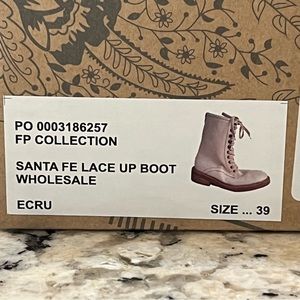 PO 0003186257
FP COLLECTION
SANTA FE LACE UP BOOT
WHOLESALE
ECRU SIZE ... 39